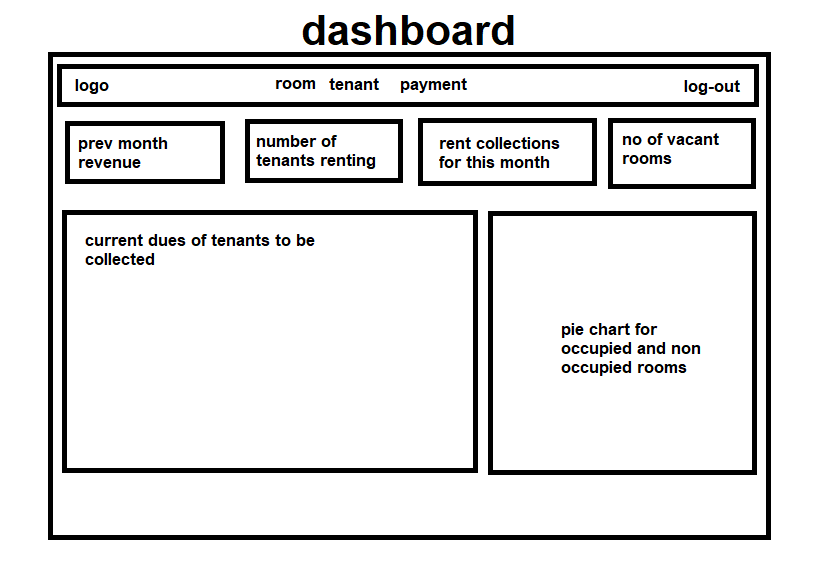 dashboard
logo
room tenant payment
log-out
prev month
revenue
number of
tenants renting
rent collections
for this month
no of vacant
rooms
current dues of tenants to be
collected
pie chart for
occupied and non
occupied rooms